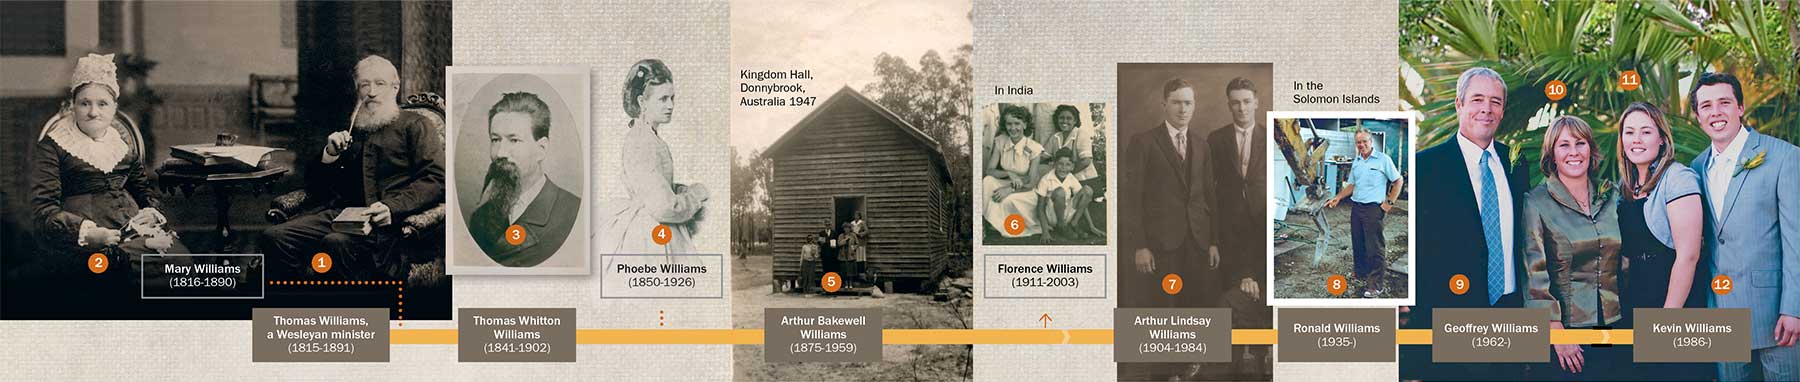 2
1
Mary Williams
(1816-1890)
Thomas Williams,
a Wesleyan minister
(1815-1891)
3
Thomas Whitton
Williams
(1841-1902)
4
Phoebe Williams
(1850-1926)
Kingdom Hall,
Donnybrook,
Australia 1947
5
Arthur Bakewell
Williams
(1875-1959)
In India
6
Florence Williams
(1911-2003)
7
Arthur Lindsay
Williams
(1904-1984)
In the
Solomon Islands
8
Ronald Williams
(1935-)
9
10
11
12
Geoffrey Williams
(1962-)
Kevin Williams
(1986-)